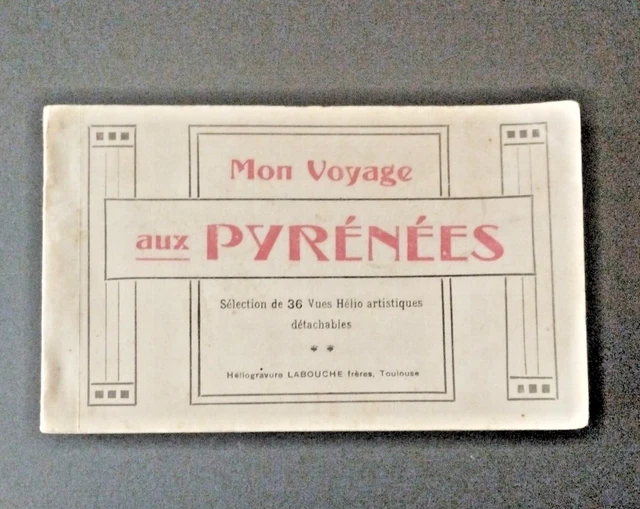 Mon Voyage
aux PYRÉNÉES
Sélection de 36 Vues Hélio artistiques
détachables
Héliogravure LABOUCHE frères, Toulouse